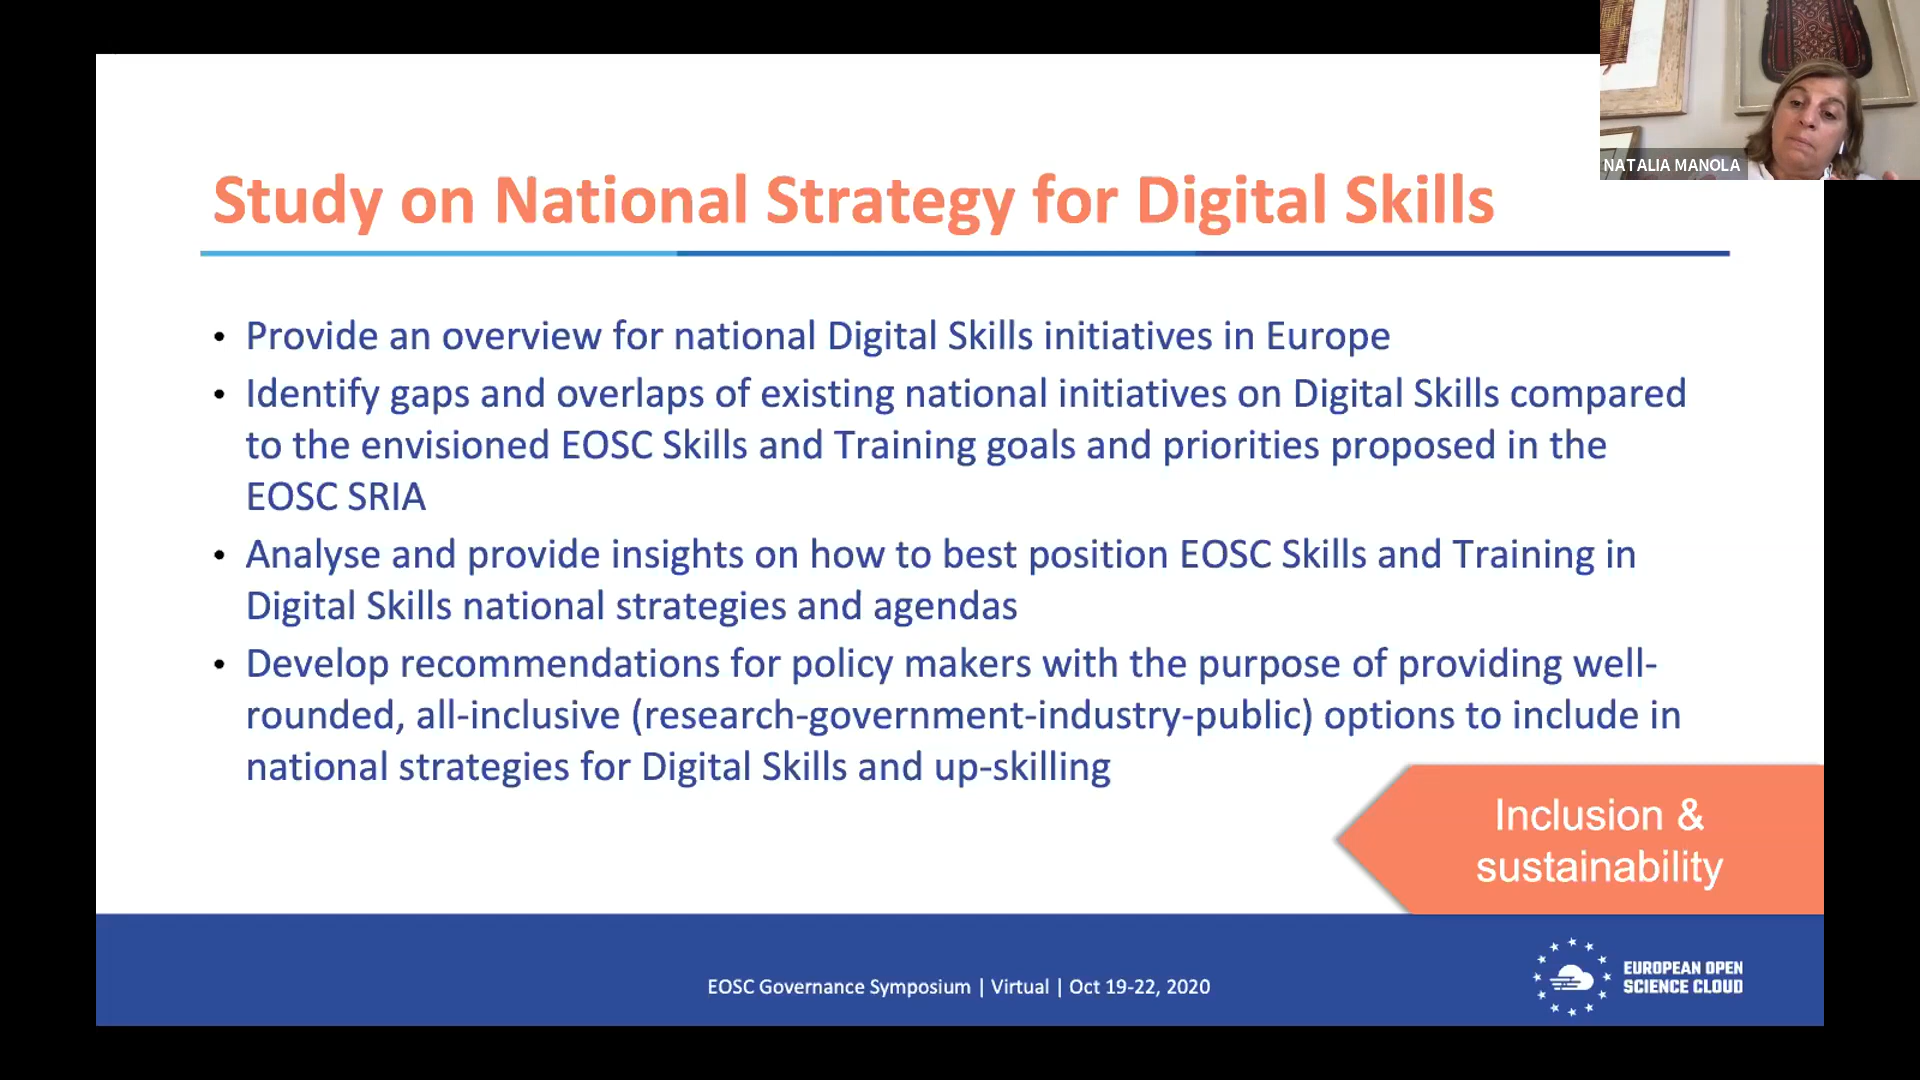 NATALIA MANOLA
Study on National Strategy for Digital Skills
• Provide an overview for national Digital Skills initiatives in Europe
• Identify gaps and overlaps of existing national initiatives on Digital Skills compared
to the envisioned EOSC Skills and Training goals and priorities proposed in the
EOSC SRIA
• Analyse and provide insights on how to best position EOSC Skills and Training in
Digital Skills national strategies and agendas
• Develop recommendations for policy makers with the purpose of providing well-
rounded, all-inclusive (research-government-industry-public) options to include in
national strategies for Digital Skills and up-skilling
Inclusion &
sustainability
EOSC Governance Symposium | Virtual | Oct 19-22, 2020
EUROPEAN OPEN
SCIENCE CLOUD